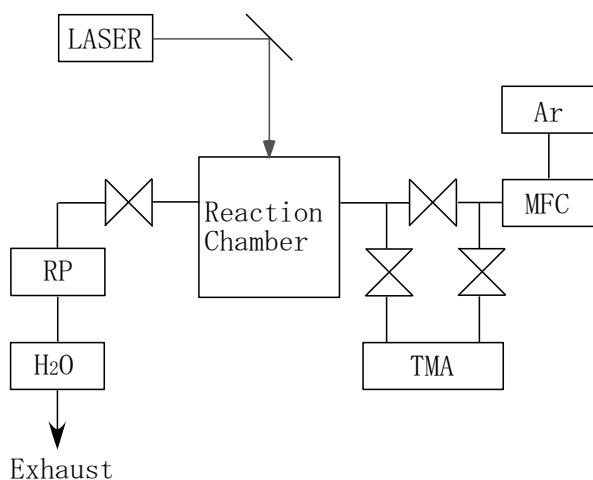 LASER
Ar
MFC
Reaction
Chamber
RP
H2O
TMA
Exhaust